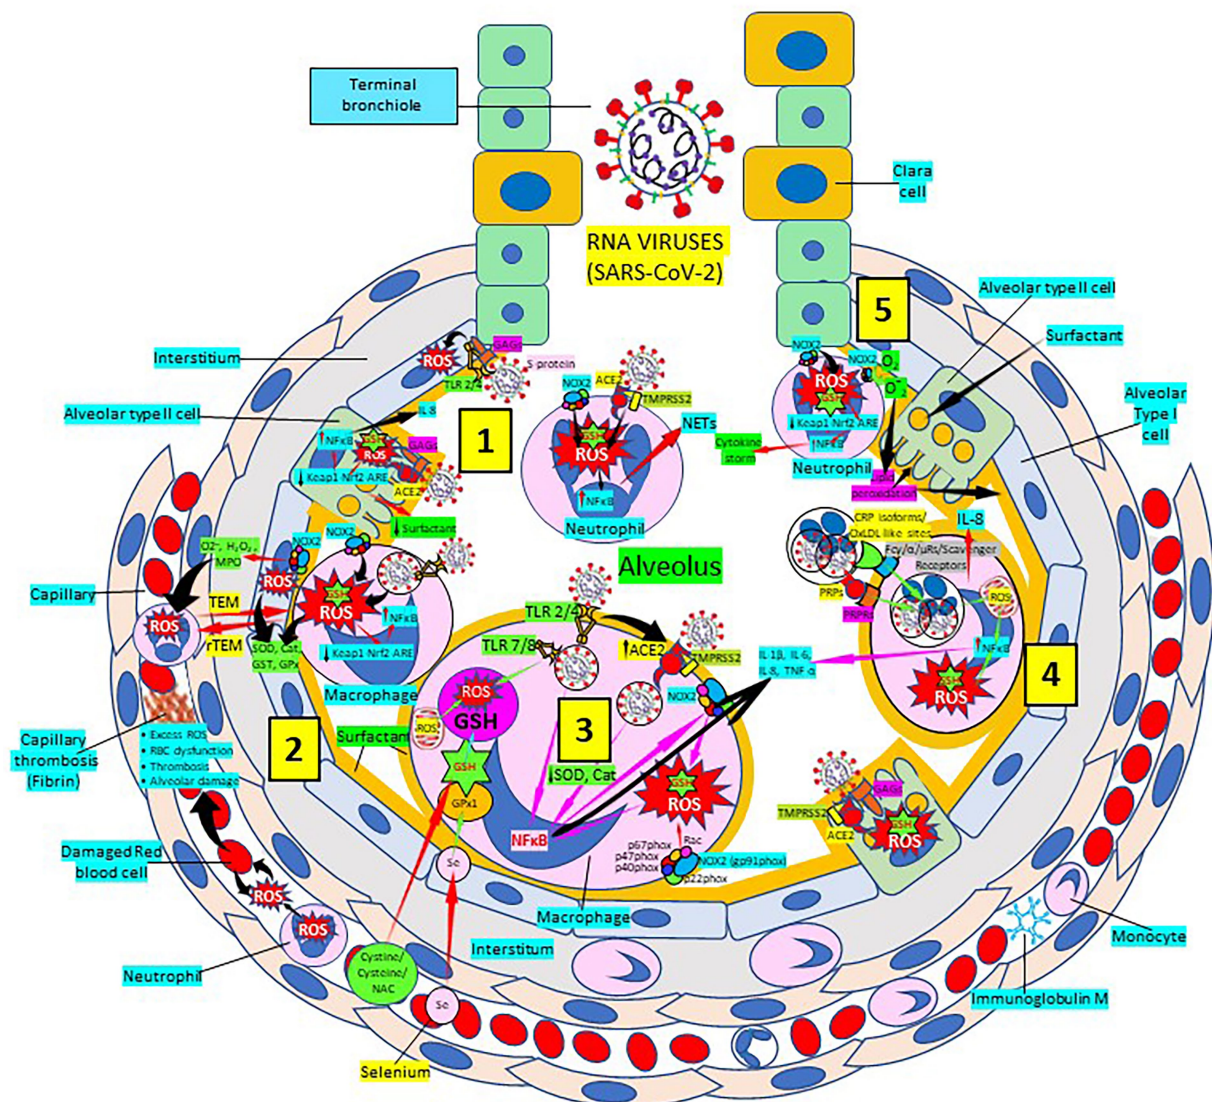 Terminal
bronchiole
Clara
cell
RNA VIRUSES
(SARS-CoV-2)
5
Alveolar type II cell
Surfactant
Alveolar
Type I
cell
Interstitium
ROS
GAGs
S protein
TLR 2/4
Alveolar type II cell
IL 8
↑NFκB
GSH
ROS
GAGs
↓Keap1 Nrf2 ARE
ACE2
↓Surfactant
1
NOX2
ACE2
TMPRSS2
GSH
ROS
NETs
↑NFκB
Neutrophil
Cytokine
storm
NOX2
NOX2
O2
O2-
ROS
GSH
↓Keap1 Nrf2 ARE
↑NFκB
Neutrophil
Lipid
peroxidation
CRP isoforms/
OxLDL like sites
IL-8
Fcγ/α/μRs/Scavenger
Receptors
PRPs
PRPRs
ROS
↑NFκB
GSH
ROS
4
Alveolus
O2-, H2O2,
MPO
NOX2
NOX2
ROS
Capillary
ROS
TEM
rTEM
SOD, Cat,
GST, GPx
GSH
ROS
↑NFκB
↓Keap1 Nrf2 ARE
Macrophage
TLR 2/4
TLR 7/8
↑ACE2
TMPRSS2
NOX2
IL-1β, IL-6,
IL-8, TNF-α
ROS
GSH
ROS
GSH
GPx1
3
↓SOD, Cat
GSH
ROS
NFκB
p67phox
p47phox
p40phox
Rac
NOX2 (gp91phox)
p22phox
Se
Macrophage
2
Surfactant
Capillary
thrombosis
(Fibrin)
• Excess ROS
• RBC dysfunction
• Thrombosis
• Alveolar damage
GAGs
TMPRSS2
ACE2
GSH
ROS
Damaged Red
blood cell
ROS
ROS
Neutrophil
Cystine/
Cysteine/
NAC
Se
Selenium
Interstitum
Monocyte
Immunoglobulin M